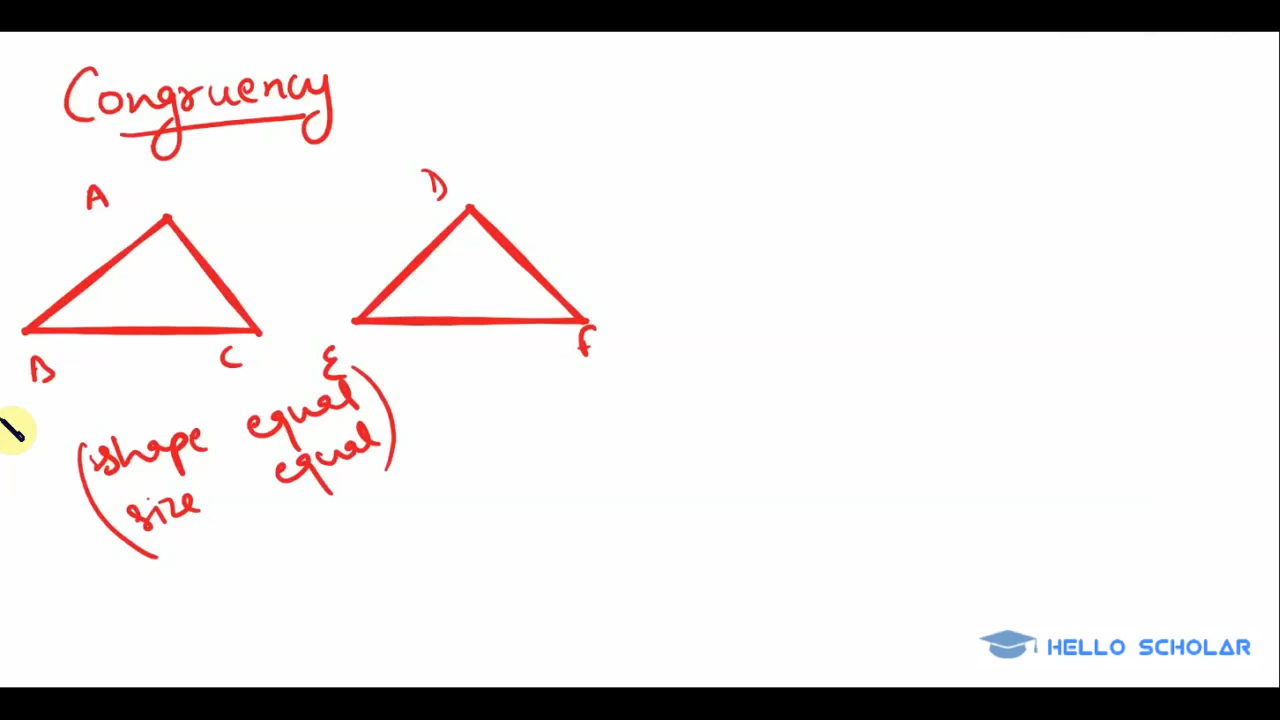 Congruency
A
D
B
C
E
F
(shape equal
size equal)
HELLO SCHOLAR